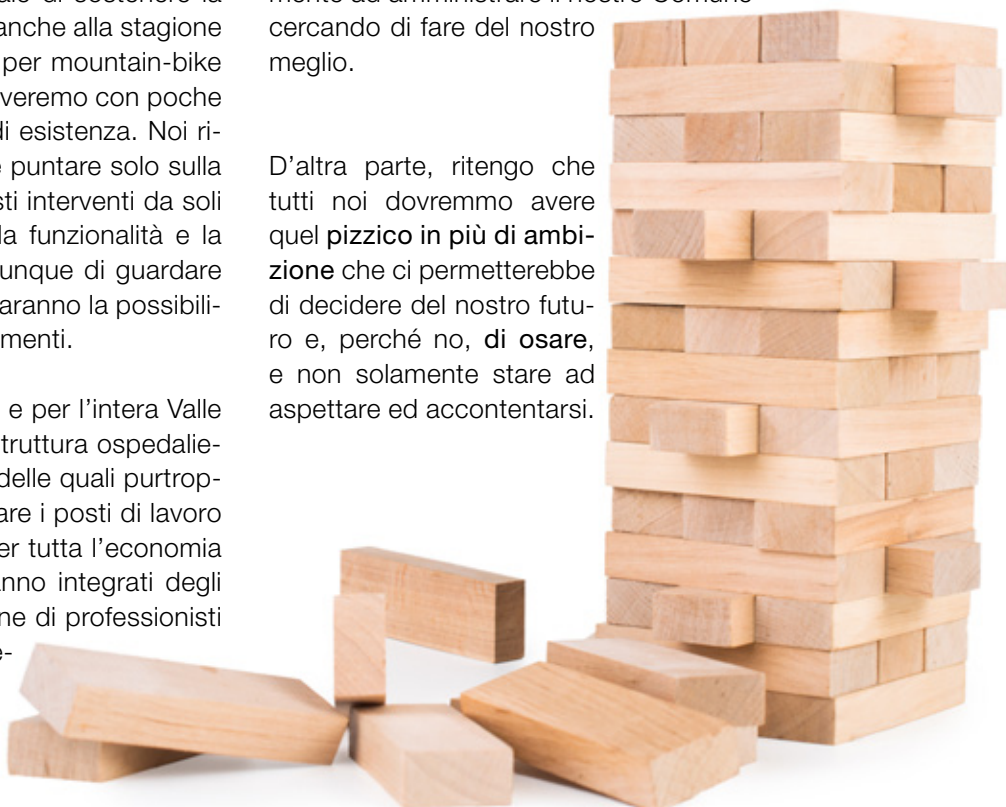 anche alla stagione
per mountain-bike
veremo con poche
di esistenza. Noi ri-
puntare solo sulla
sti interventi da soli
la funzionalità e la
unque di guardare
aranno la possibili-
menti.
e per l'intera Valle
truttura ospedalie-
delle quali purtrop-
are i posti di lavoro
er tutta l'economia
anno integrati degli
ne di professionisti
e-
cercando di fare del nostro
meglio.
D'altra parte, ritengo che
tutti noi dovremmo avere
quel pizzico in più di ambi-
zione che ci permetterebbe
di decidere del nostro futu-
ro e, perché no, di osare,
e non solamente stare ad
aspettare ed accontentarsi.